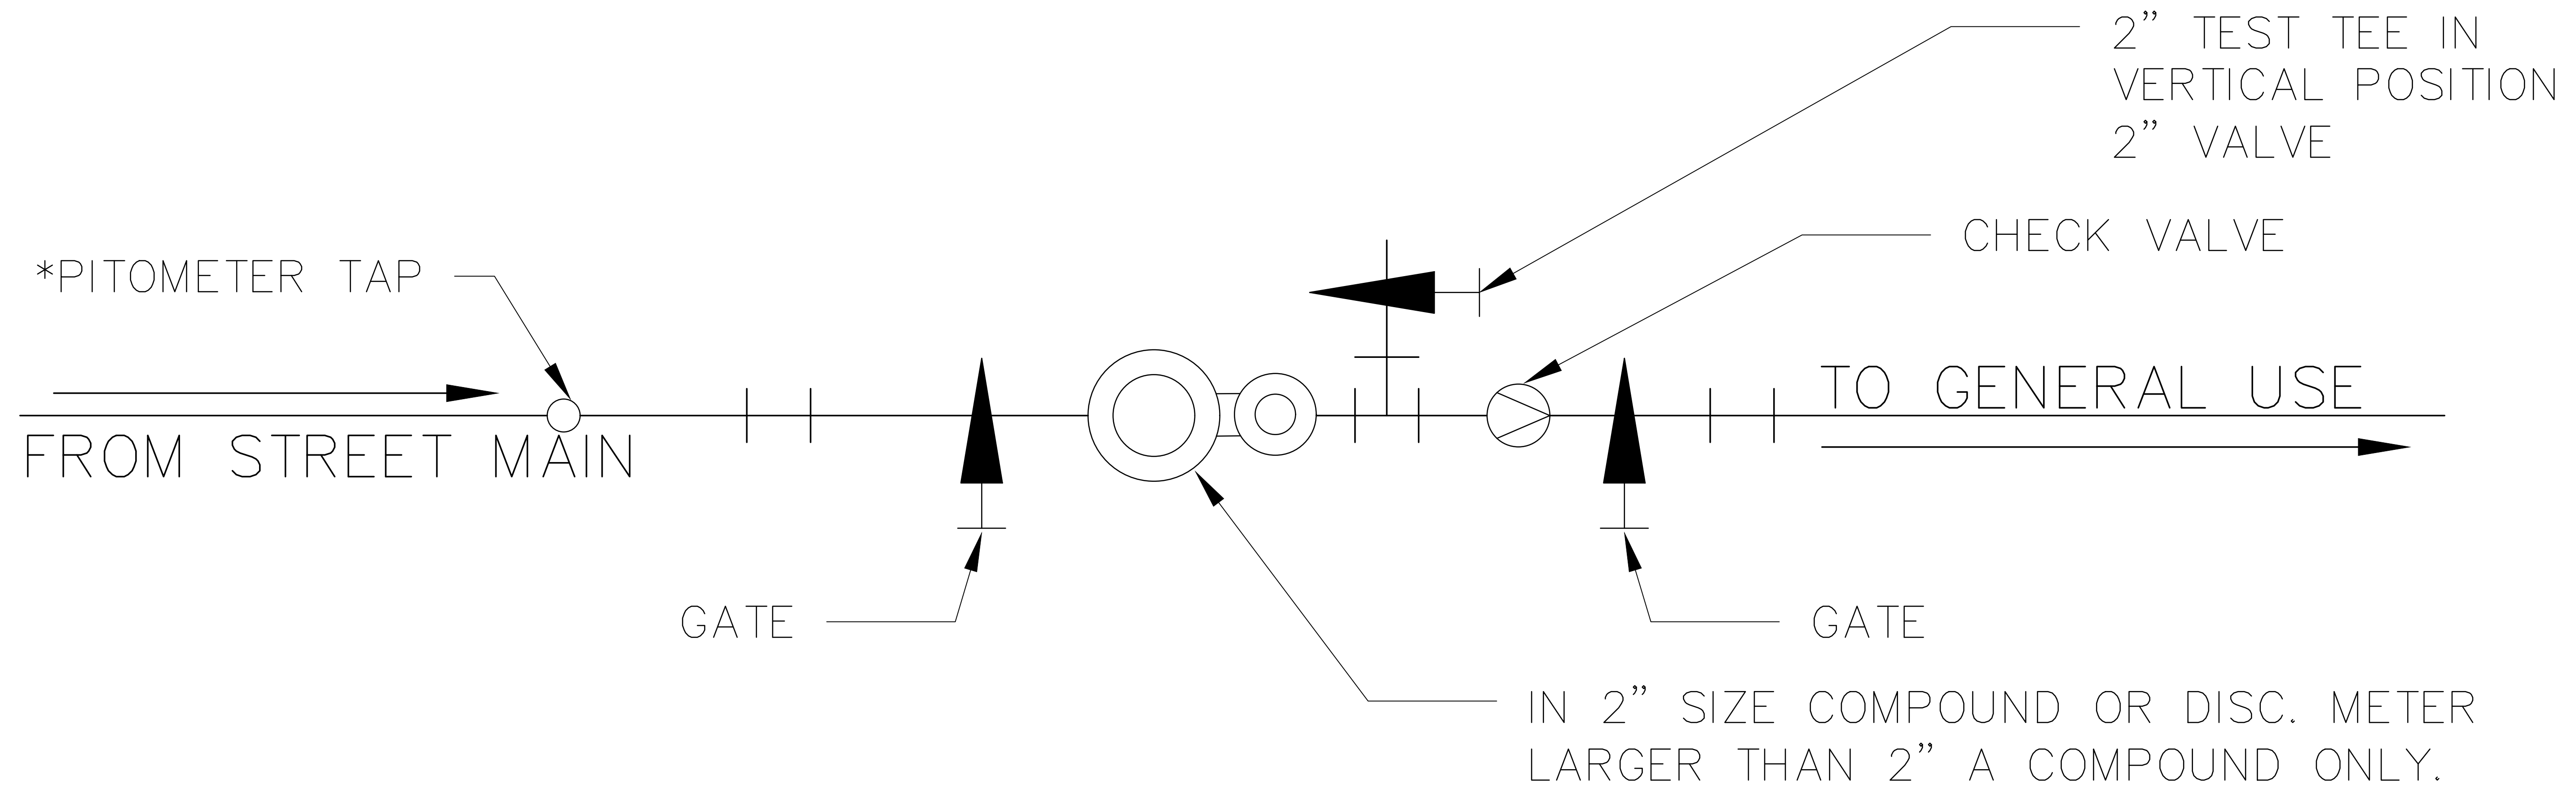 2” TEST TEE IN
VERTICAL POSITION
2” VALVE
CHECK VALVE
*PITOMETER TAP
TO GENERAL USE
FROM STREET MAIN
GATE
GATE
IN 2” SIZE COMPOUND OR DISC. METER
LARGER THAN 2” A COMPOUND ONLY.